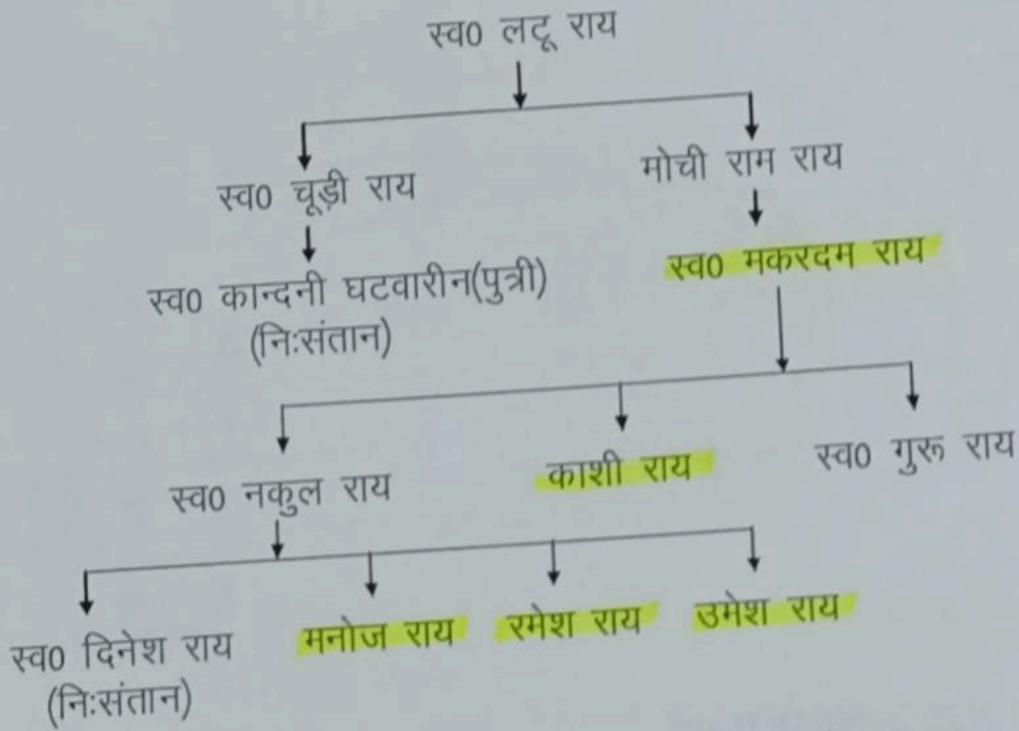 स्व0 लटू राय
स्व0 चूड़ी राय
मोची राम राय
स्व0 कान्दनी घटवारीन(पुत्री)
(निःसंतान)
स्व0 मकरदम राय
स्व0 नकुल राय
काशी राय
स्व0 गुरू राय
स्व0 दिनेश राय
(निःसंतान)
मनोज राय
रमेश राय
उमेश राय